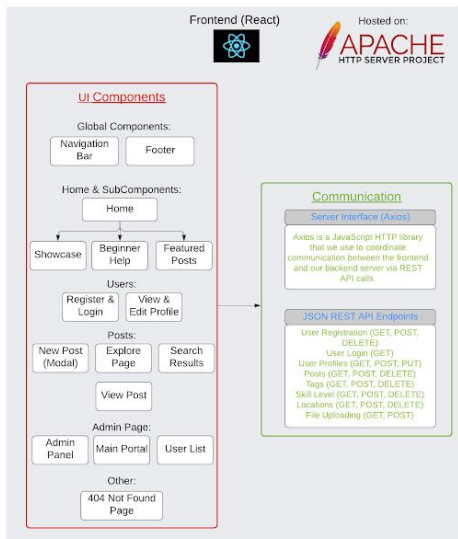 Frontend (React)
Hosted on:
APACHE
HTTP SERVER PROJECT
UI Components
Global Components:
Navigation
Bar
Footer
Home & SubComponents:
Home
Showcase
Beginner
Help
Featured
Posts
Users:
Register &
Login
View &
Edit Profile
Posts:
New Post
(Modal)
Explore
Page
Search
Results
View Post
Admin Page:
Admin
Panel
Main Portal
User List
Other:
404 Not Found
Page
Communication
Server Interface (Axios)
Axios is a JavaScript HTTP library
that we use to coordinate
communication between the frontend
and our backend server via REST
API calls.
JSON REST API Endpoints
User Registration (GET, POST,
DELETE)
User Login (GET)
User Profiles (GET, POST, PUT)
Posts (GET, POST, DELETE)
Tags (GET, POST, DELETE)
Skill Level (GET, POST, DELETE)
Locations (GET, POST, DELETE)
File Uploading (GET, POST)